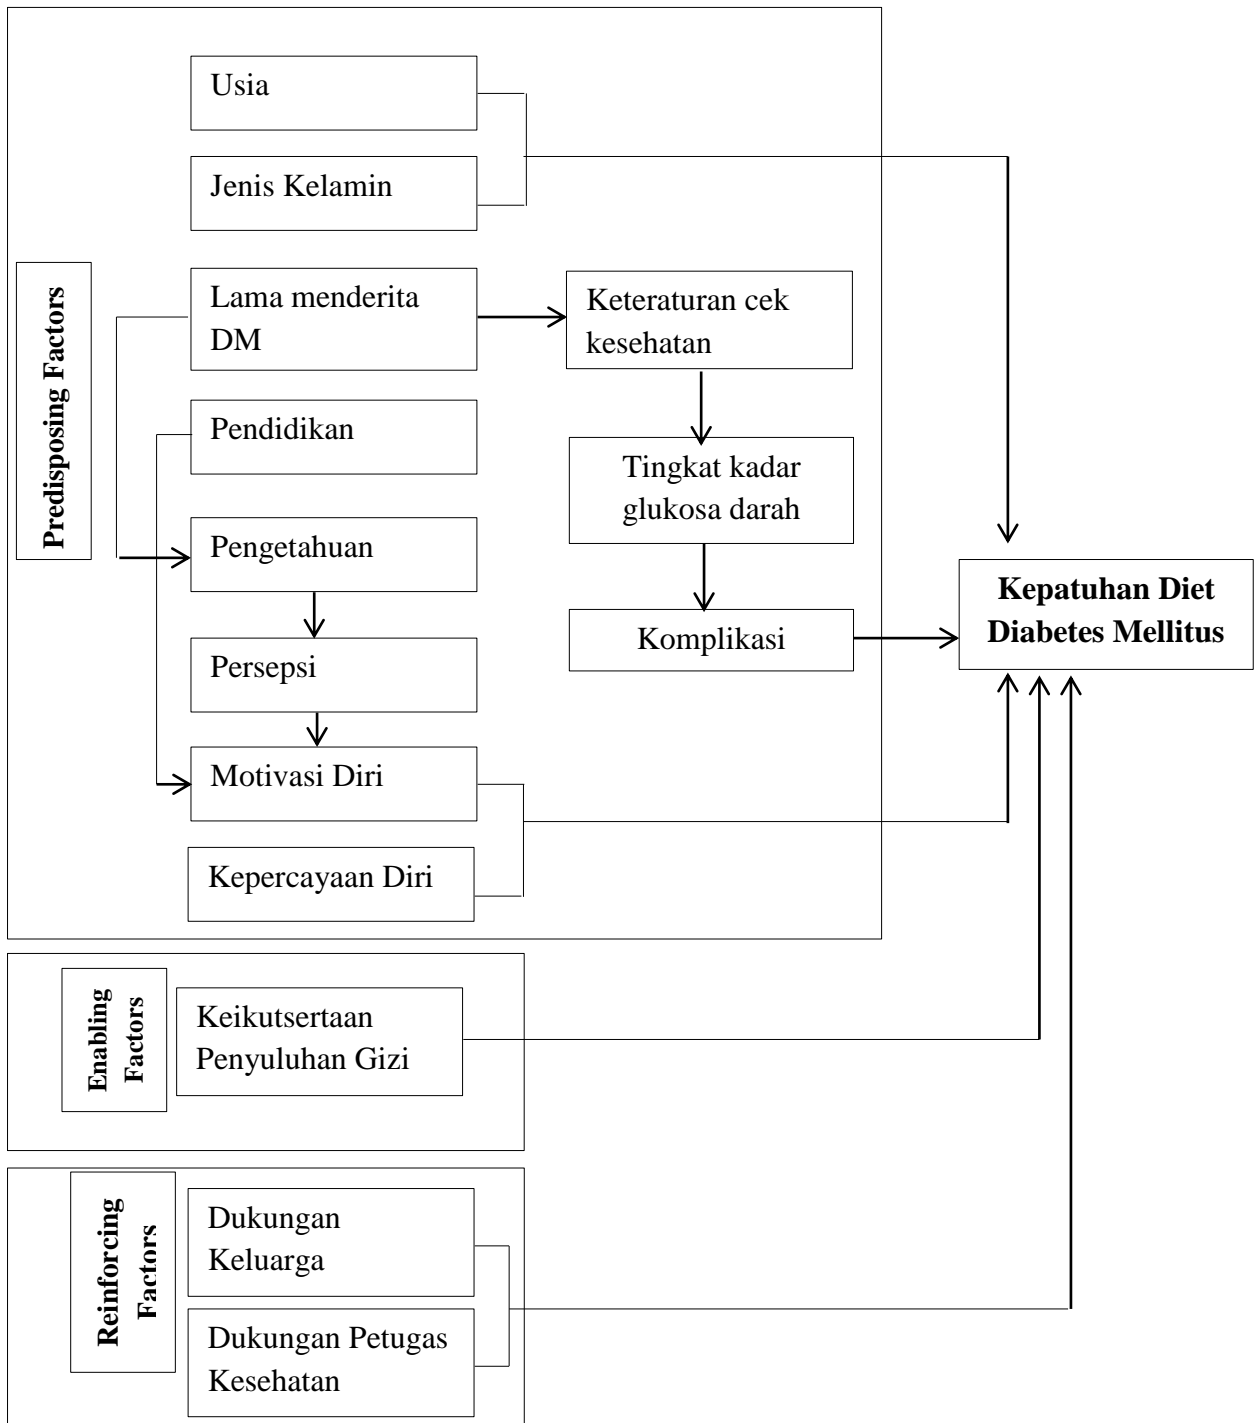 Usia
Jenis Kelamin
Predisposing Factors
Lama menderita
DM
Keteraturan cek
kesehatan
Pendidikan
Tingkat kadar
glukosa darah
Pengetahuan
Kepatuhan Diet
Diabetes Mellitus
Persepsi
Komplikasi
Motivasi Diri
Kepercayaan Diri
Enabling
Factors
Keikutsertaan
Penyuluhan Gizi
Reinforcing
Factors
Dukungan
Keluarga
Dukungan Petugas
Kesehatan